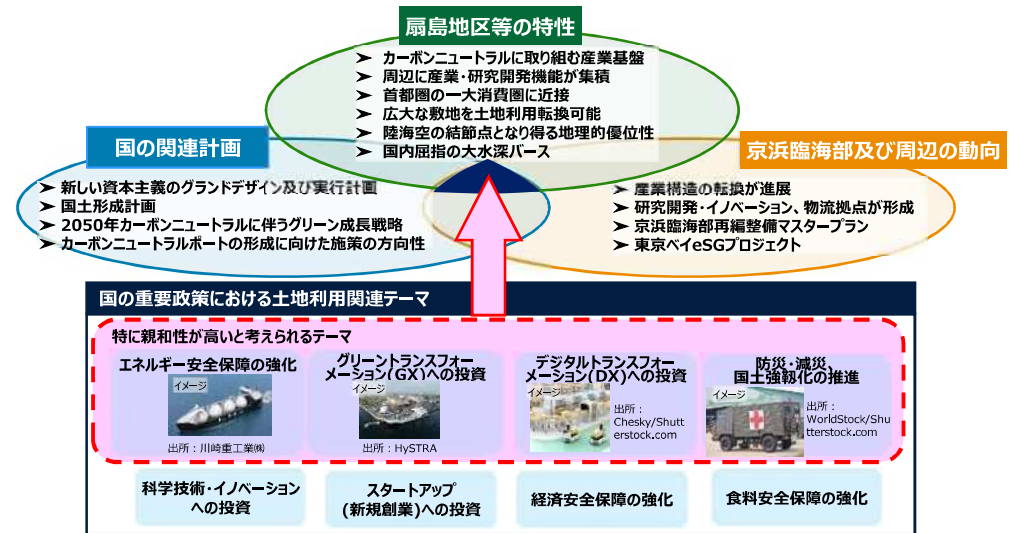 扇島地区等の特性
➤ カーボンニュートラルに取り組む産業基盤
➤ 周辺に産業・研究開発機能が集積
➤ 首都圏の一大消費圏に近接
➤ 広大な敷地を土地利用転換可能
➤ 陸海空の結節点となり得る地理的優位性
➤ 国内屈指の大水深バース
国の関連計画
➤ 新しい資本主義のグランドデザイン及び実行計画
➤ 国土形成計画
➤ 2050年カーボンニュートラルに伴うグリーン成長戦略
➤ カーボンニュートラルポートの形成に向けた施策の方向性
京浜臨海部及び周辺の動向
➤ 産業構造の転換が進展
➤ 研究開発・イノベーション、物流拠点が形成
➤ 京浜臨海部再編整備マスタープラン
➤ 東京ベイeSGプロジェクト
国の重要政策における土地利用関連テーマ
特に親和性が高いと考えられるテーマ
エネルギー安全保障の強化
イメージ
出所：川崎重工業㈱
グリーントランスフォー
メーション(GX)への投資
イメージ
出所：HySTRA
デジタルトランスフォー
メーション(DX)への投資
イメージ
出所：
Chesky/Shutt
erstock.com
防災・減災、
国土強靱化の推進
イメージ
出所：
WorldStock/Shu
tterstock.com
科学技術・イノベーション
への投資
スタートアップ
(新規創業)への投資
経済安全保障の強化
食料安全保障の強化